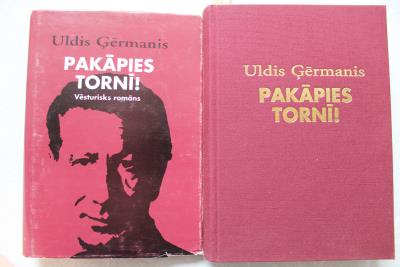 Uldis Ģērmanis
PAKĀPIES
TORNĪ!
Vēsturisks romāns
Uldis Ģērmanis
PAKĀPIES
TORNĪ!